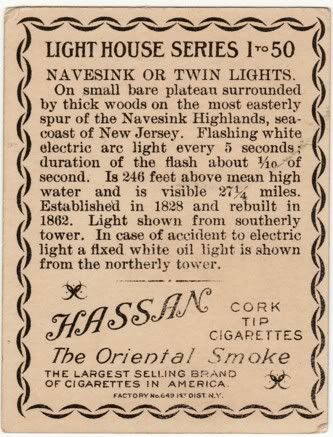 LIGHT HOUSE SERIES 1 TO 50
NAVESINK OR TWIN LIGHTS.
On small bare plateau surrounded
by thick woods on the most easterly
spur of the Navesink Highlands, sea-
coast of New Jersey. Flashing white
electric arc light every 5 seconds;
duration of the flash about 1/10 of
second. Is 246 feet above mean high
water and is visible 27 1/4 miles.
Established in 1828 and rebuilt in
1862. Light shown from southerly
tower. In case of accident to electric
light a fixed white oil light is shown
from the northerly tower.
HASSAN
CORK
TIP
CIGARETTES
The Oriental Smoke
THE LARGEST SELLING BRAND
OF CIGARETTES IN AMERICA.
FACTORY No. 649 1ST DIST. N.Y.